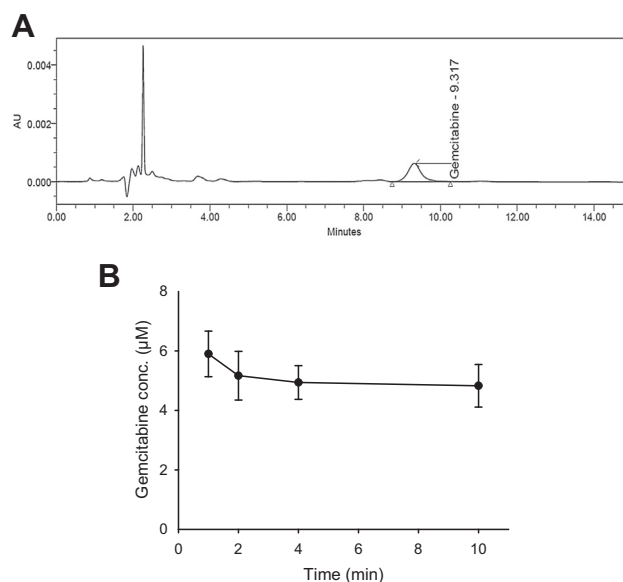 A
0.004
0.002
0.000
AU
Gemcitabine - 9.317
0.00 2.00 4.00 6.00 8.00 10.00 12.00 14.00
Minutes
B
8
6
4
2
0
Gemcitabine conc. (µM)
0 2 4 6 8 10
Time (min)